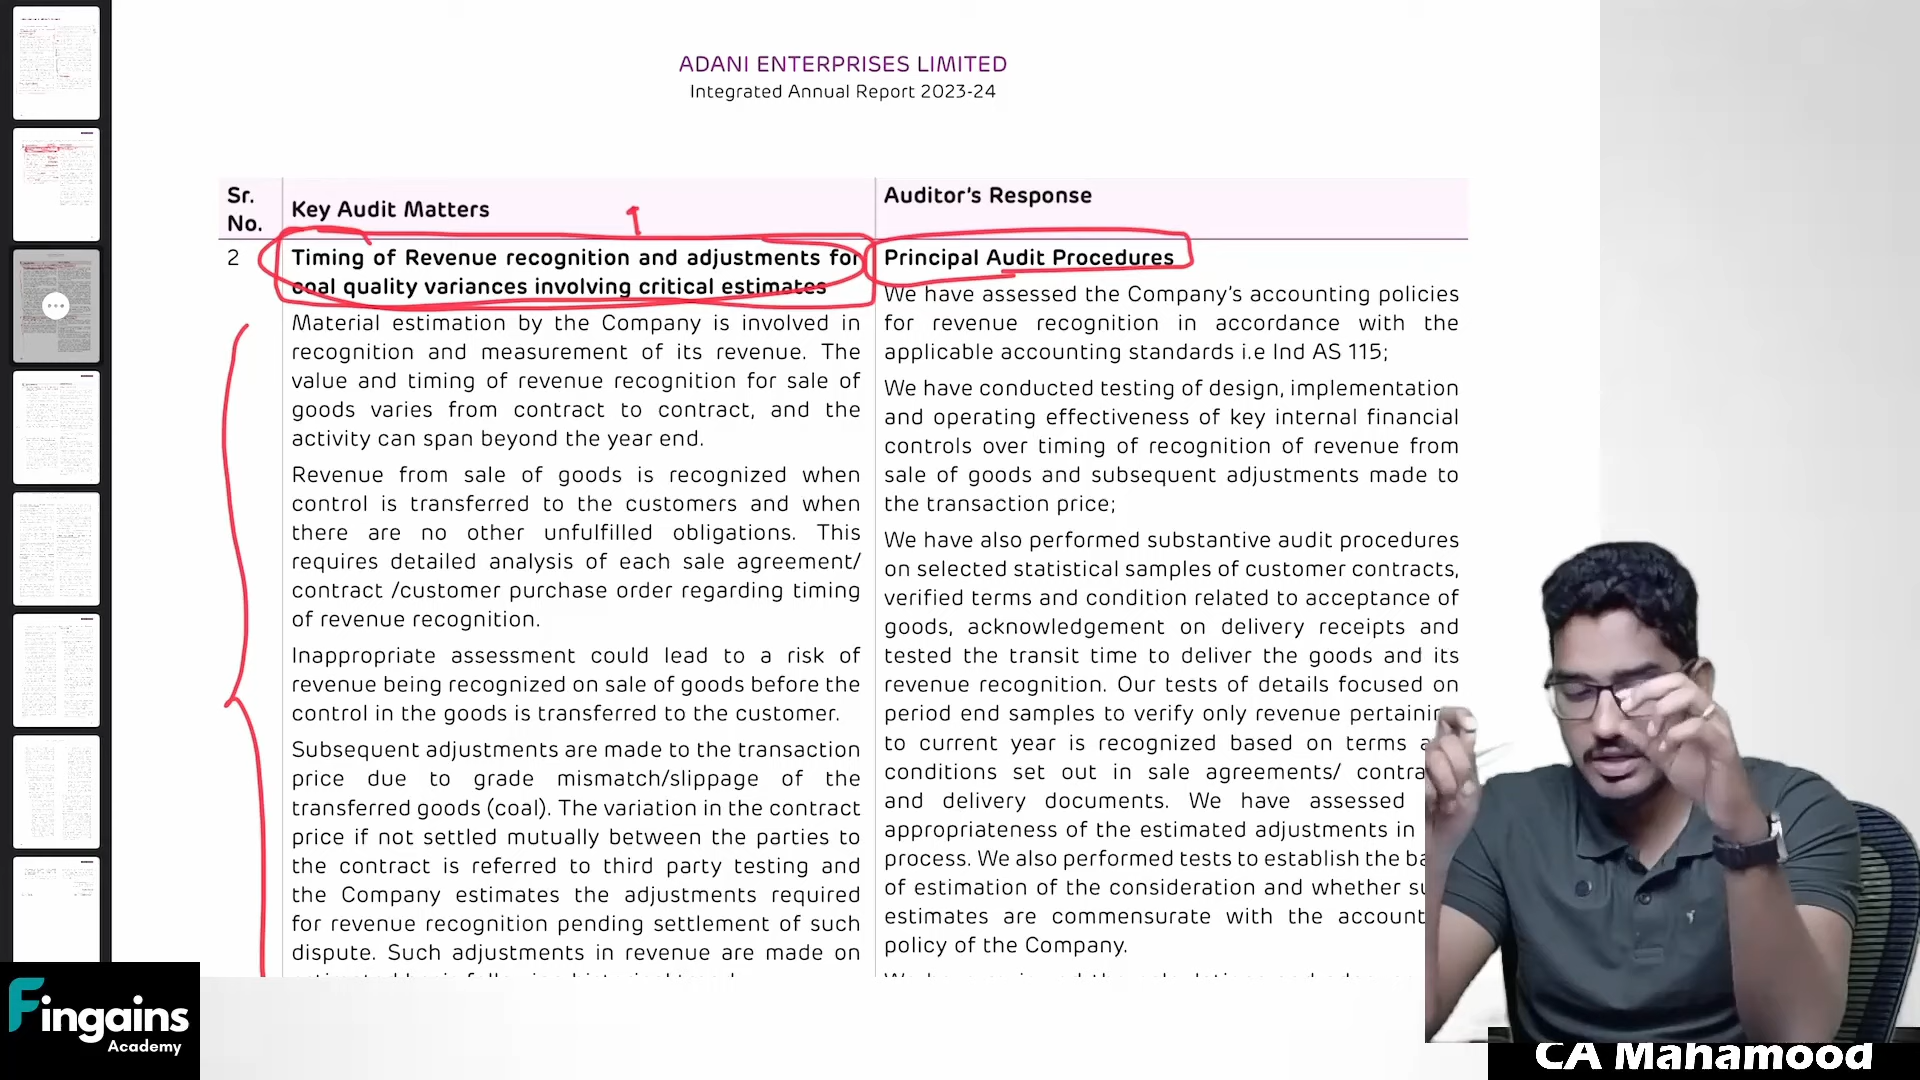 ADANI ENTERPRISES LIMITED
Integrated Annual Report 2023-24
Sr.
No.
Key Audit Matters
Auditor's Response
2
Timing of Revenue recognition and adjustments for
coal quality variances involving critical estimates
Material estimation by the Company is involved in
recognition and measurement of its revenue. The
value and timing of revenue recognition for sale of
goods varies from contract to contract, and the
activity can span beyond the year end.
Revenue from sale of goods is recognized when
control is transferred to the customers and when
there are no other unfulfilled obligations. This
requires detailed analysis of each sale agreement/
contract /customer purchase order regarding timing
of revenue recognition.
Inappropriate assessment could lead to a risk of
revenue being recognized on sale of goods before the
control in the goods is transferred to the customer.
Subsequent adjustments are made to the transaction
price due to grade mismatch/slippage of the
transferred goods (coal). The variation in the contract
price if not settled mutually between the parties to
the contract is referred to third party testing and
the Company estimates the adjustments required
for revenue recognition pending settlement of such
dispute. Such adjustments in revenue are made on
Principal Audit Procedures
We have assessed the Company's accounting policies
for revenue recognition in accordance with the
applicable accounting standards i.e Ind AS 115;
We have conducted testing of design, implementation
and operating effectiveness of key internal financial
controls over timing of recognition of revenue from
sale of goods and subsequent adjustments made to
the transaction price;
We have also performed substantive audit procedures
on selected statistical samples of customer contracts,
verified terms and condition related to acceptance of
goods, acknowledgement on delivery receipts and
tested the transit time to deliver the goods and its
revenue recognition. Our tests of details focused on
period end samples to verify only revenue
to current year is recognized based on terms
conditions set out in sale agreements/
and delivery documents. We have assessed
appropriateness of the estimated adjustments in
process. We also performed tests to establish the
of estimation of the consideration and whether
estimates are commensurate with the
policy of the Company.
Fingains
Academy
CA Mahamood